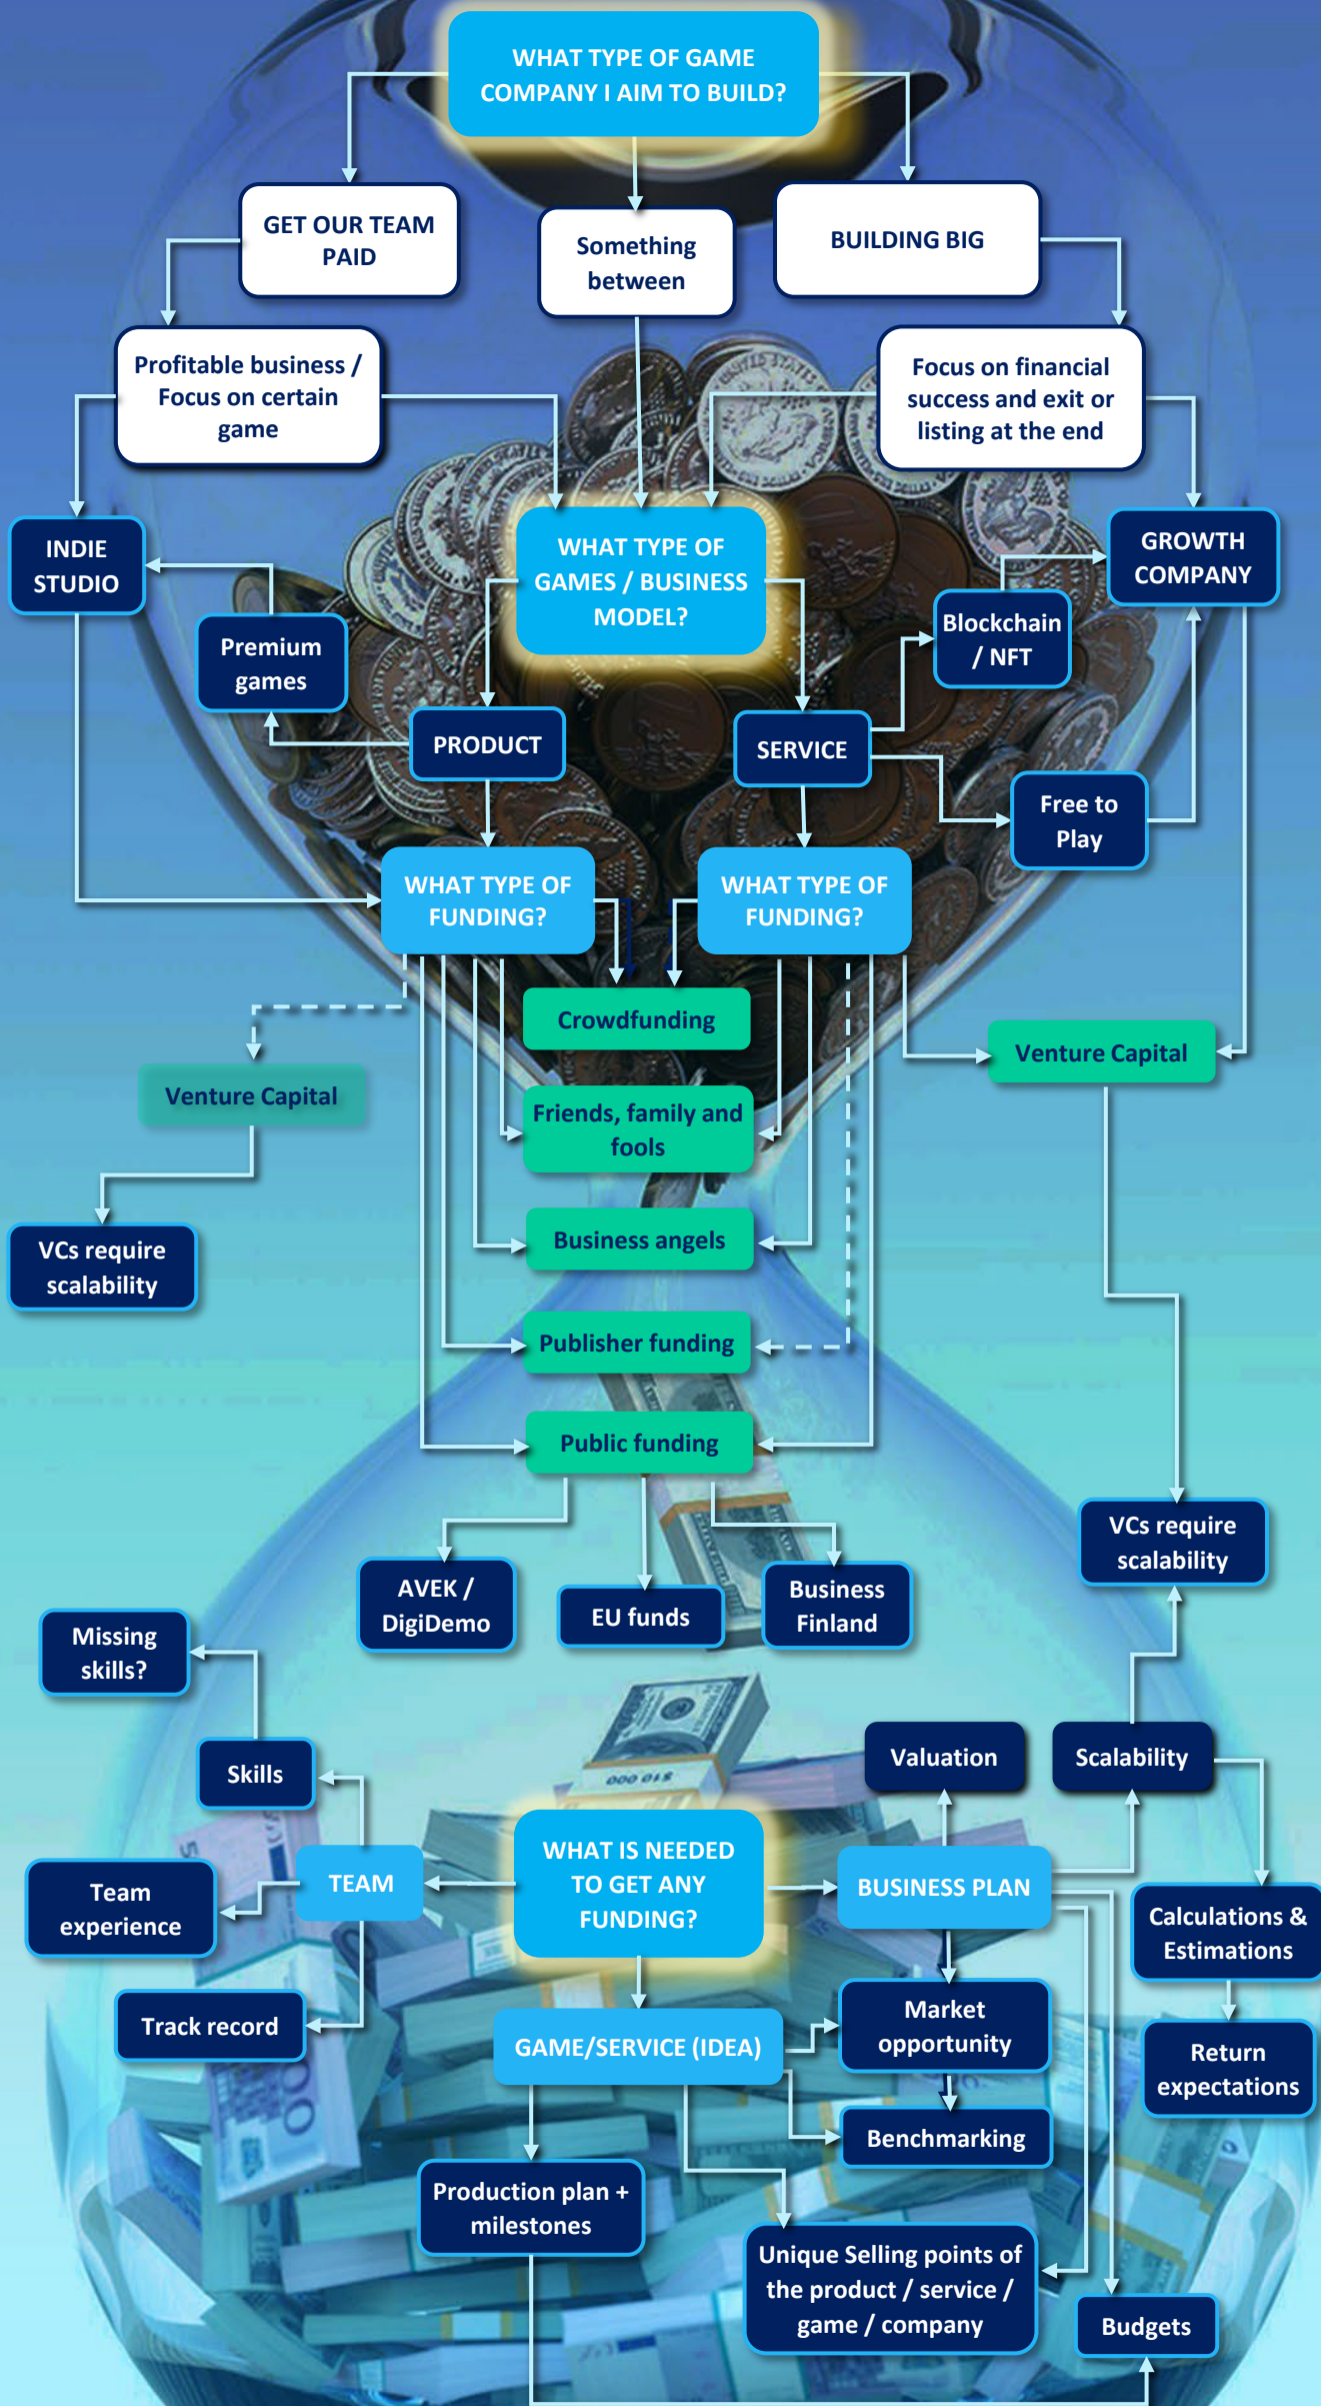 WHAT TYPE OF GAME
COMPANY I AIM TO BUILD?
GET OUR TEAM
PAID
Something
between
BUILDING BIG
Profitable business /
Focus on certain
game
Focus on financial
success and exit or
listing at the end
INDIE
STUDIO
WHAT TYPE OF
GAMES / BUSINESS
MODEL?
GROWTH
COMPANY
Premium
games
Blockchain
/ NFT
PRODUCT
SERVICE
Free to
Play
WHAT TYPE OF
FUNDING?
WHAT TYPE OF
FUNDING?
Crowdfunding
Venture Capital
Venture Capital
Friends, family and
fools
VCs require
scalability
Business angels
Publisher funding
Public funding
VCs require
scalability
AVEK /
DigiDemo
EU funds
Business
Finland
Missing
skills?
Skills
Valuation
Scalability
WHAT IS NEEDED
TO GET ANY
FUNDING?
TEAM
BUSINESS PLAN
Team
experience
Calculations &
Estimations
Track record
GAME/SERVICE (IDEA)
Market
opportunity
Return
expectations
Benchmarking
Production plan +
milestones
Unique Selling points of
the product / service /
game / company
Budgets